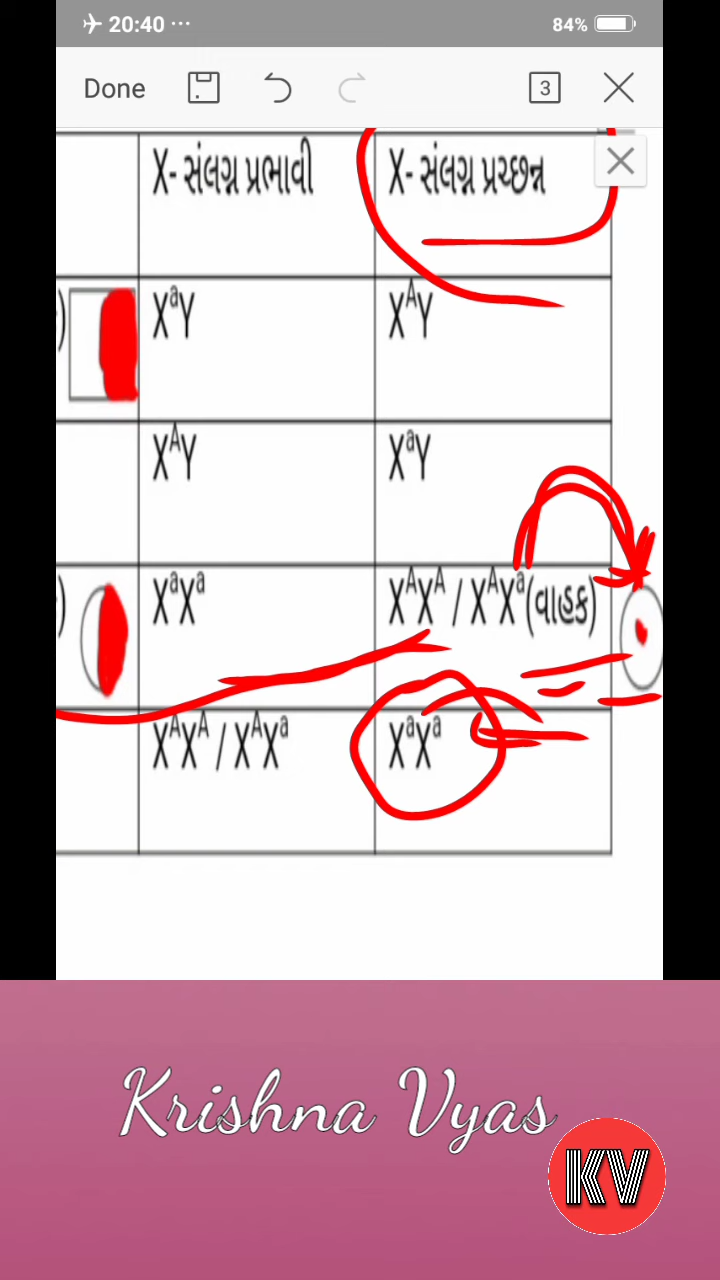 20:40 ...
84%
Done
3
X- સંલગ્ન પ્રભાવી
X- સંલગ્ન પ્રચ્છન્ન
)
XᵃY
XᴬY
XᴬY
XᵃY
)
XᵃXᵃ
XᴬXᴬ / XᴬXᵃ(વાહક)
XᴬXᴬ / XᴬXᵃ
XᵃXᵃ
Krishna Vyas
KV